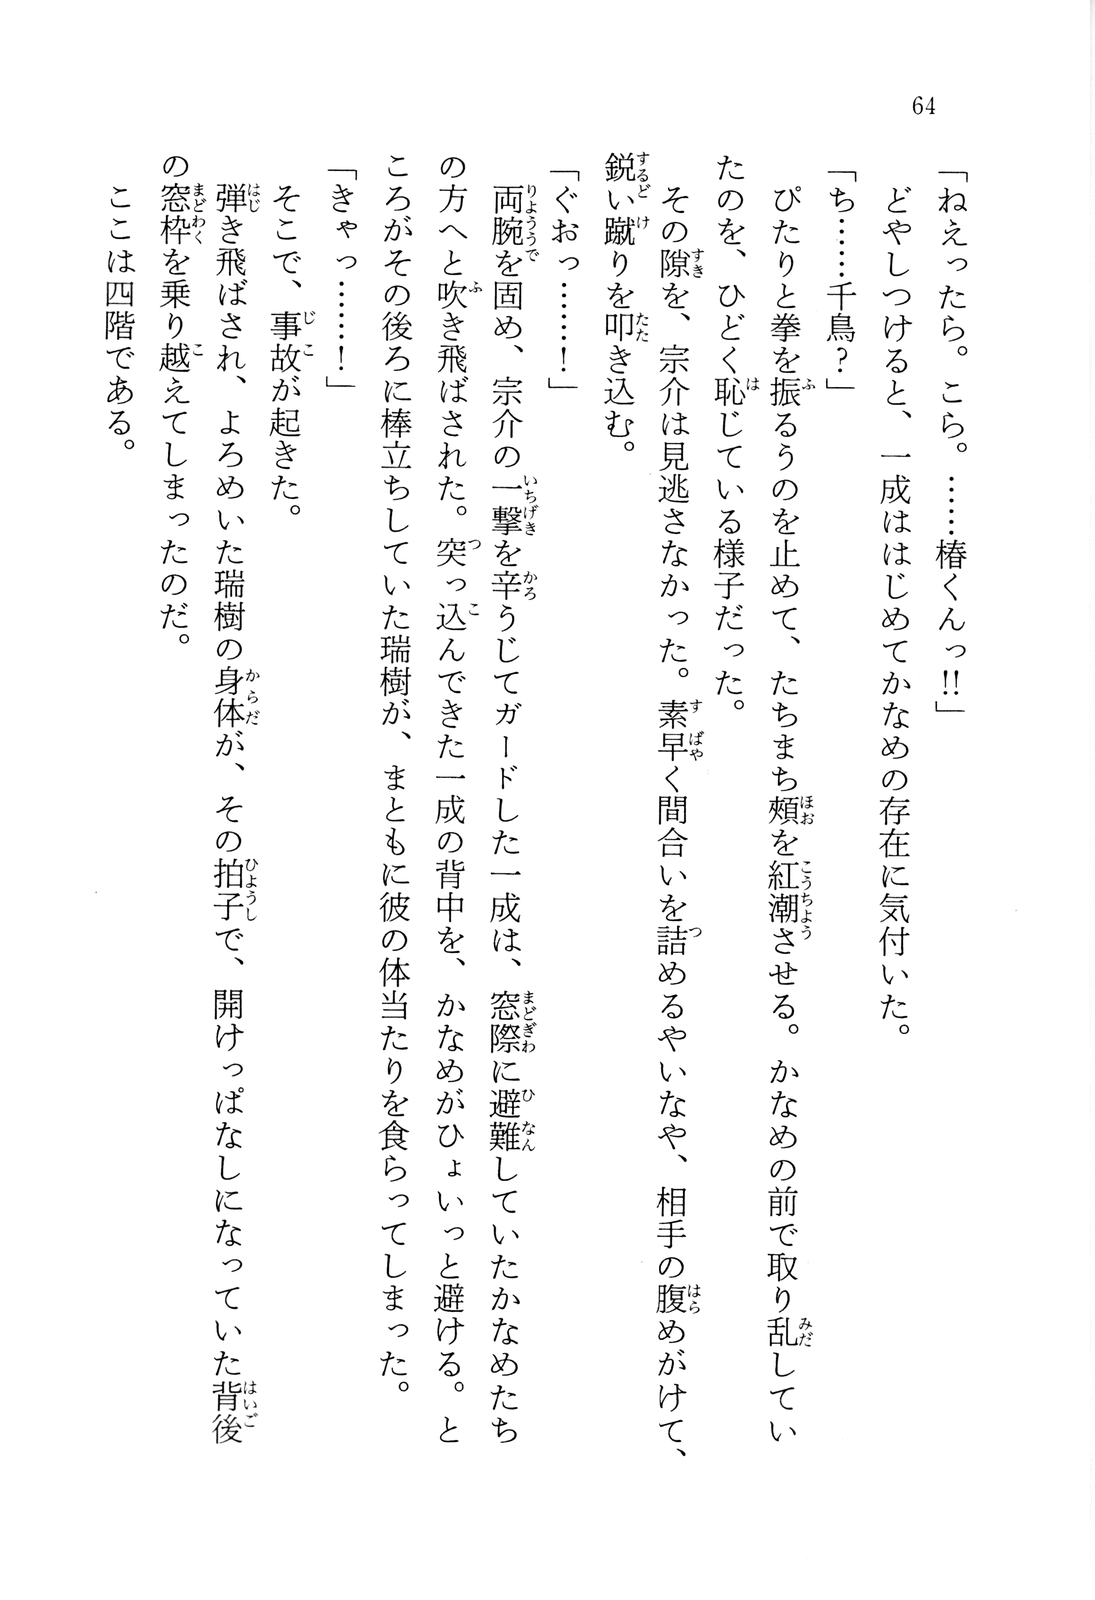 64
「ねえったら。こら。……椿くんっ!!」
どやしつけると、一成ははじめてかなめの存在に気付いた。
「ち……千鳥？」
ぴたりと拳を振るうのを止めて、たちまち頰を紅潮させる。かなめの前で取り乱してい
たのを、ひどく恥じている様子だった。
その隙を、宗介は見逃さなかった。素早く間合いを詰めるやいなや、相手の腹めがけて、
鋭い蹴りを叩き込む。
「ぐおっ……！」
両腕を固め、宗介の一撃を辛うじてガードした一成は、窓際に避難していたかなめたち
の方へと吹き飛ばされた。突っ込んできた一成の背中を、かなめがひょいっと避ける。と
ころがその後ろに棒立ちしていた瑞樹が、まともに彼の体当たりを食らってしまった。
「きゃっ……！」
そこで、事故が起きた。
弾き飛ばされ、よろめいた瑞樹の身体が、その拍子で、開けっぱなしになっていた背後
の窓枠を乗り越えてしまったのだ。
ここは四階である。